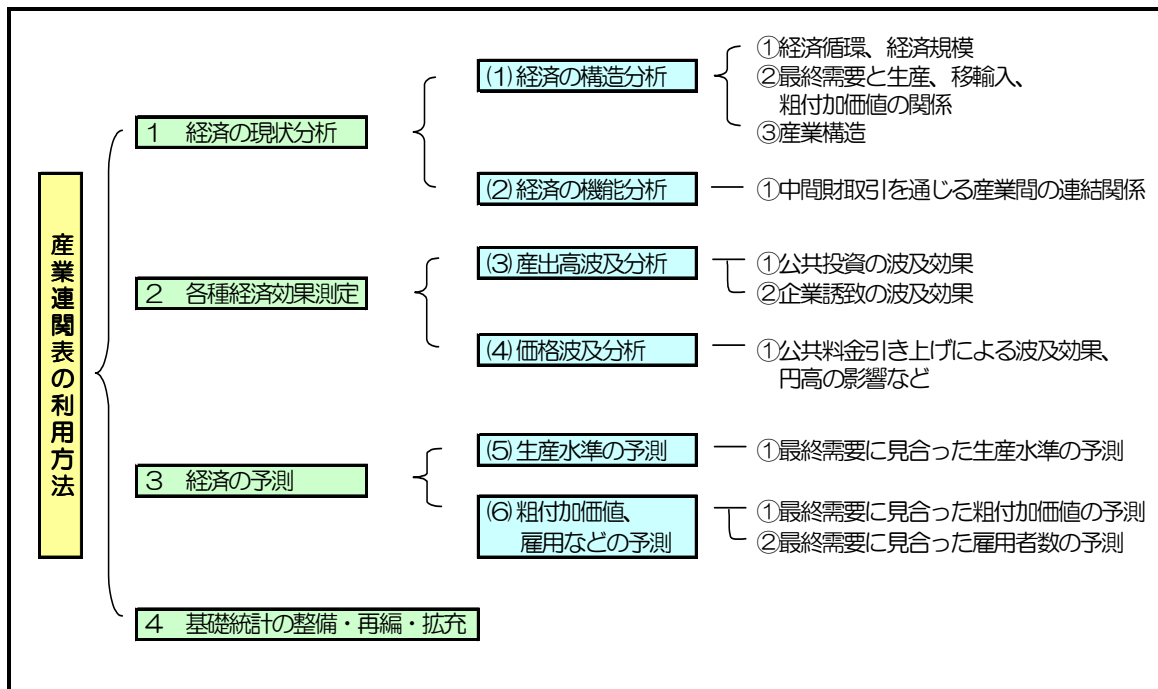 産業連関表の利用方法
１　経済の現状分析
(1) 経済の構造分析
①経済循環、経済規模
②最終需要と生産、移輸入、
粗付加価値の関係
③産業構造
(2) 経済の機能分析
①中間財取引を通じる産業間の連結関係
２　各種経済効果測定
(3) 産出高波及分析
①公共投資の波及効果
②企業誘致の波及効果
(4) 価格波及分析
①公共料金引き上げによる波及効果、
円高の影響など
３　経済の予測
(5) 生産水準の予測
①最終需要に見合った生産水準の予測
(6) 粗付加価値、
雇用などの予測
①最終需要に見合った粗付加価値の予測
②最終需要に見合った雇用者数の予測
４　基礎統計の整備・再編・拡充